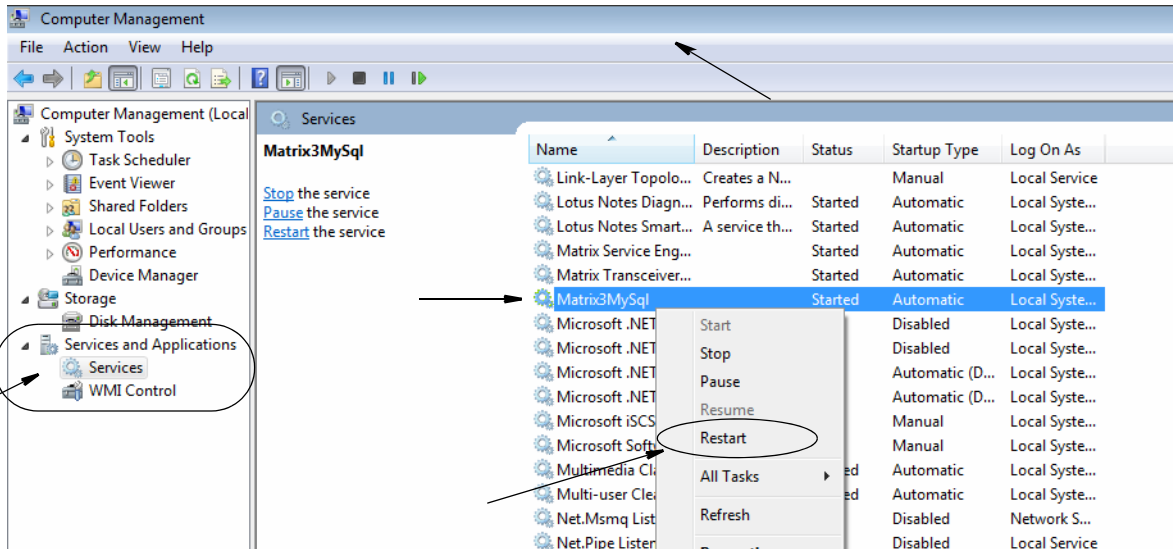 Computer Management
File Action View Help
Computer Management (Local
System Tools
Task Scheduler
Event Viewer
Shared Folders
Local Users and Groups
Performance
Device Manager
Storage
Disk Management
Services and Applications
Services
WMI Control
Services
Matrix3MySql
Stop the service
Pause the service
Restart the service
Name Description Status Startup Type Log On As
Link-Layer Topolo... Creates a N... Manual Local Service
Lotus Notes Diagn... Performs di... Started Automatic Local Syste...
Lotus Notes Smart... A service th... Started Automatic Local Syste...
Matrix Service Eng... Started Automatic Local Syste...
Matrix Transceiver... Started Automatic Local Syste...
Matrix3MySql Started Automatic Local Syste...
Microsoft .NET Disabled Local Syste...
Microsoft .NET Disabled Local Syste...
Microsoft .NET Automatic (D... Local Syste...
Microsoft .NET Automatic (D... Local Syste...
Microsoft iSCS Manual Local Syste...
Microsoft Soft Manual Local Syste...
Multimedia Cla ed Automatic Local Syste...
Multi-user Clea ed Automatic Local Syste...
Net.Msmq List Disabled Network S...
Net.Pipe Listen Disabled Local Service
Start
Stop
Pause
Resume
Restart
All Tasks
Refresh